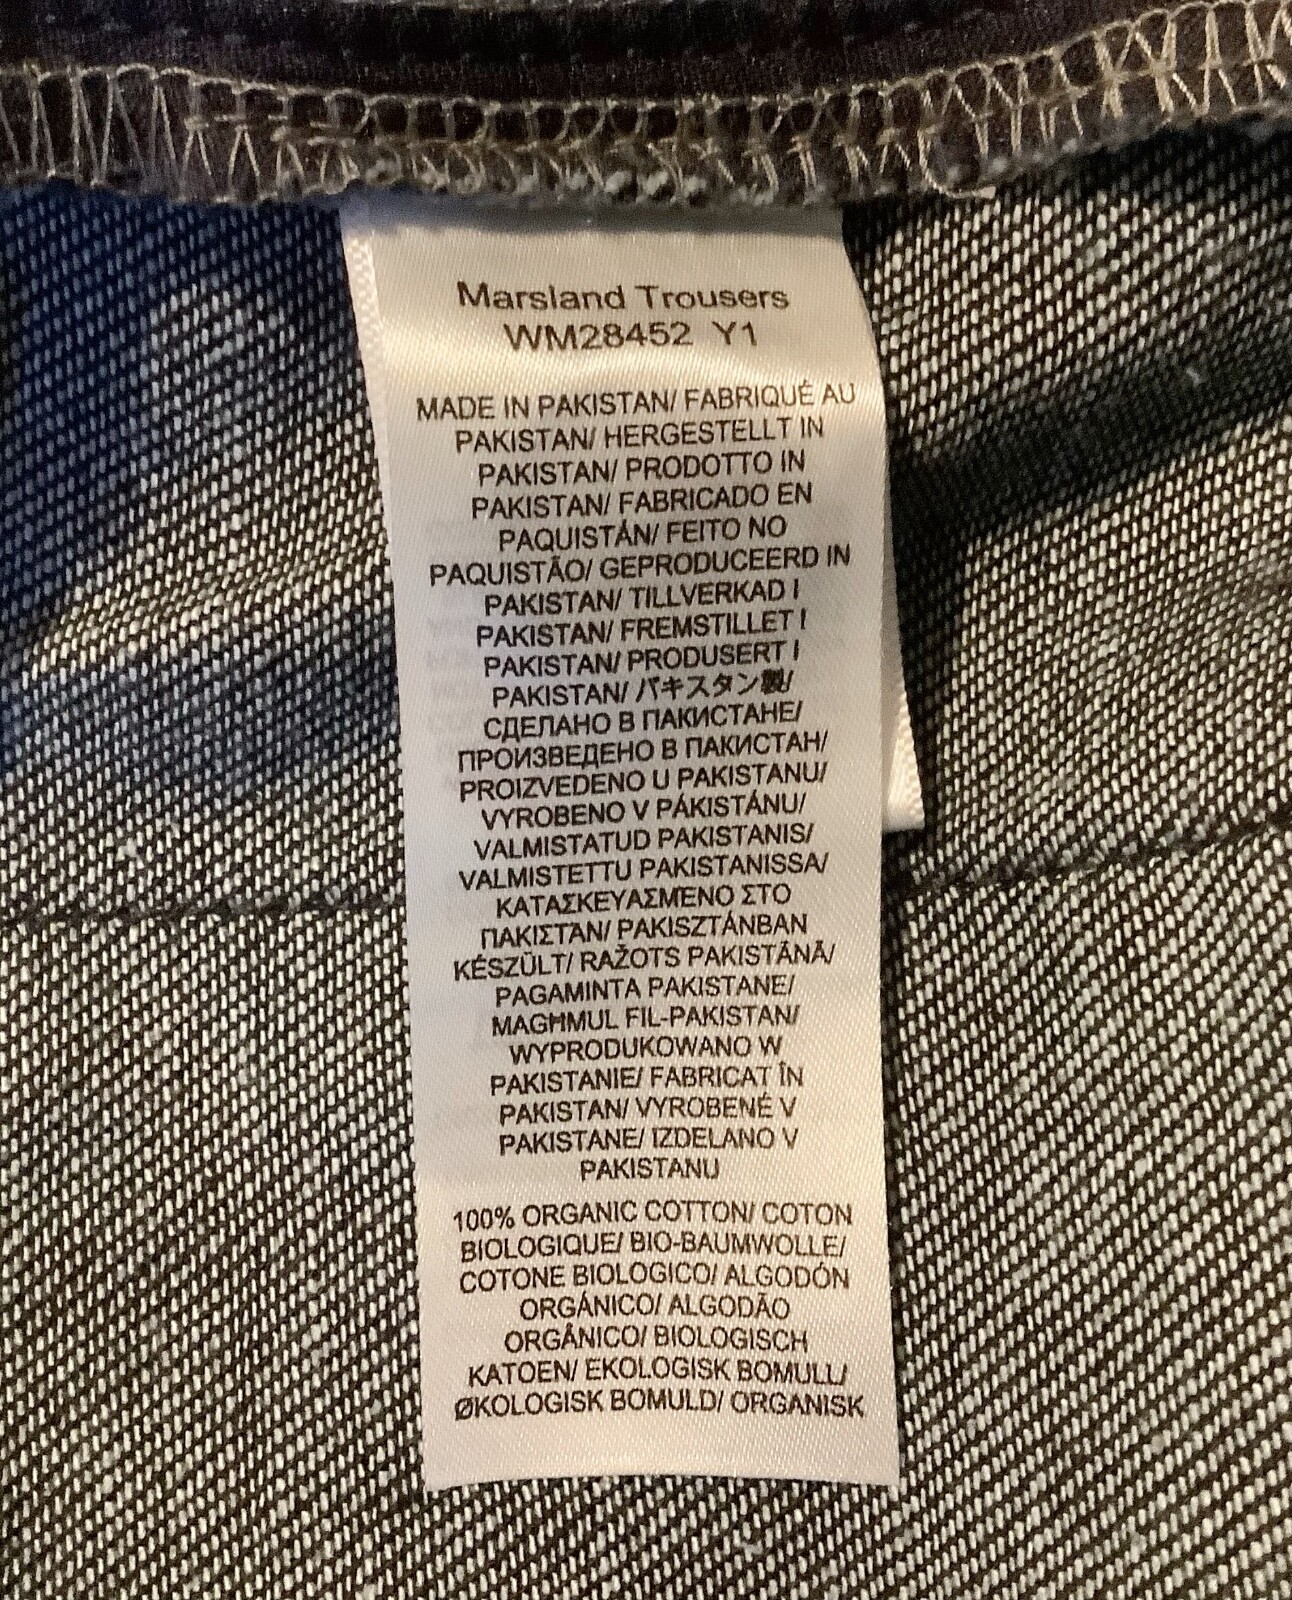 Marsland Trousers
WM28452 Y1
MADE IN PAKISTAN/ FABRIQUÉ AU
PAKISTAN/ HERGESTELLT IN
PAKISTAN/ PRODOTTO IN
PAKISTAN/ FABRICADO EN
PAQUISTÁN/ FEITO NO
PAQUISTÃO/ GEPRODUCEERD IN
PAKISTAN/ TILLVERKAD I
PAKISTAN/ FREMSTILLET I
PAKISTAN/ PRODUSERT I
PAKISTAN/ パキスタン製/
СДЕЛАНО В ПАКИСТАНЕ/
ПРОИЗВЕДЕНО В ПАКИСТАН/
PROIZVEDENO U PAKISTANU/
VYROBENO V PÁKISTÁNU/
VALMISTATUD PAKISTANIS/
VALMISTETTU PAKISTANISSA/
ΚΑΤΑΣΚΕΥΑΣΜΕΝΟ ΣΤΟ
ΠΑΚΙΣΤΑΝ/ PAKISZTÁNBAN
KÉSZÜLT/ RAŽOTS PAKISTĀNĀ/
PAGAMINTA PAKISTANE/
MAGĦMUL FIL-PAKISTAN/
WYPRODUKOWANO W
PAKISTANIE/ FABRICAT ÎN
PAKISTAN/ VYROBENÉ V
PAKISTANE/ IZDELANO V
PAKISTANU
100% ORGANIC COTTON/ COTON
BIOLOGIQUE/ BIO-BAUMWOLLE/
COTONE BIOLOGICO/ ALGODÓN
ORGÁNICO/ ALGODÃO
ORGÂNICO/ BIOLOGISCH
KATOEN/ EKOLOGISK BOMULL/
ØKOLOGISK BOMULD/ ORGANISK